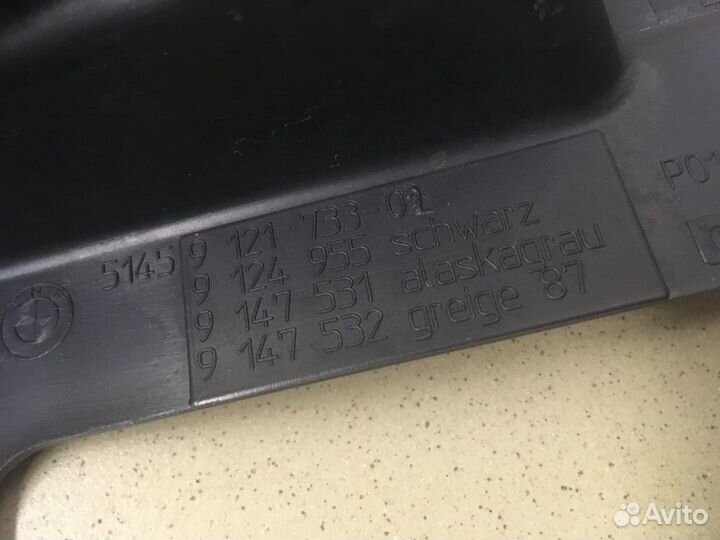 5145 9 121 733-02
9 124 955 schwarz
9 147 531 alaskagrau
9 147 532 greige '87
P01
Avito